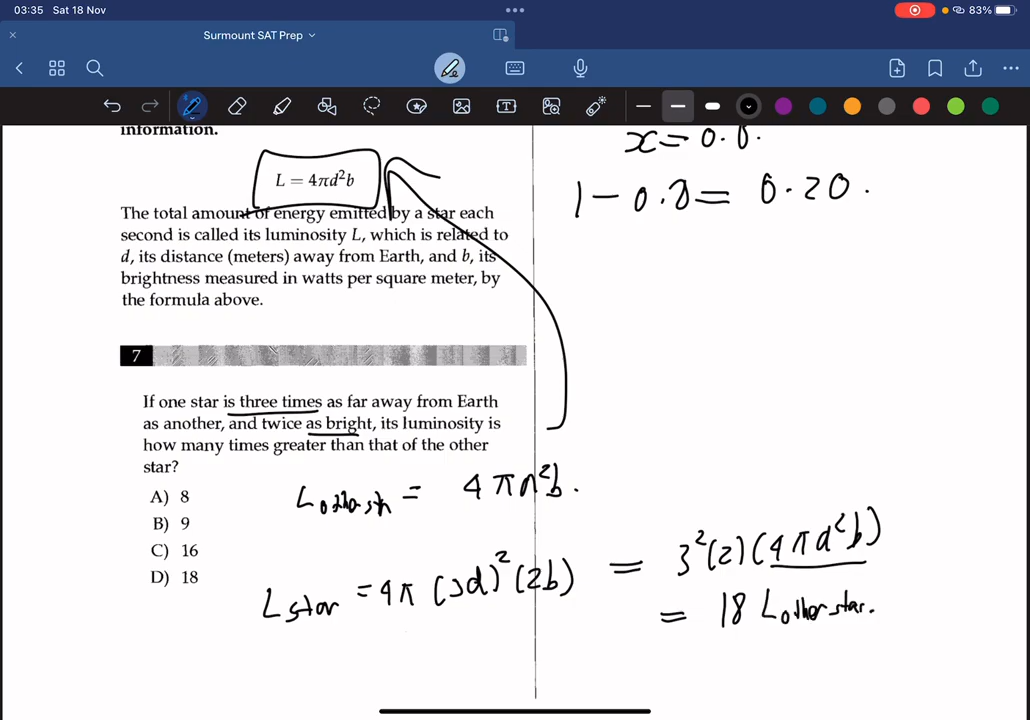 03:35 Sat 18 Nov
83%
Surmount SAT Prep
information.
L = 4πd²b
The total amount of energy emitted by a star each
second is called its luminosity L, which is related to
d, its distance (meters) away from Earth, and b, its
brightness measured in watts per square meter, by
the formula above.
7
If one star is three times as far away from Earth
as another, and twice as bright, its luminosity is
how many times greater than that of the other
star?
A) 8
B) 9
C) 16
D) 18
x = 0.8.
1 - 0.8 = 0.20.
L = 4πd²b.
L star = 4π (3d)² (2b) = 3² (2) (4πd²b)
= 18 L other star.